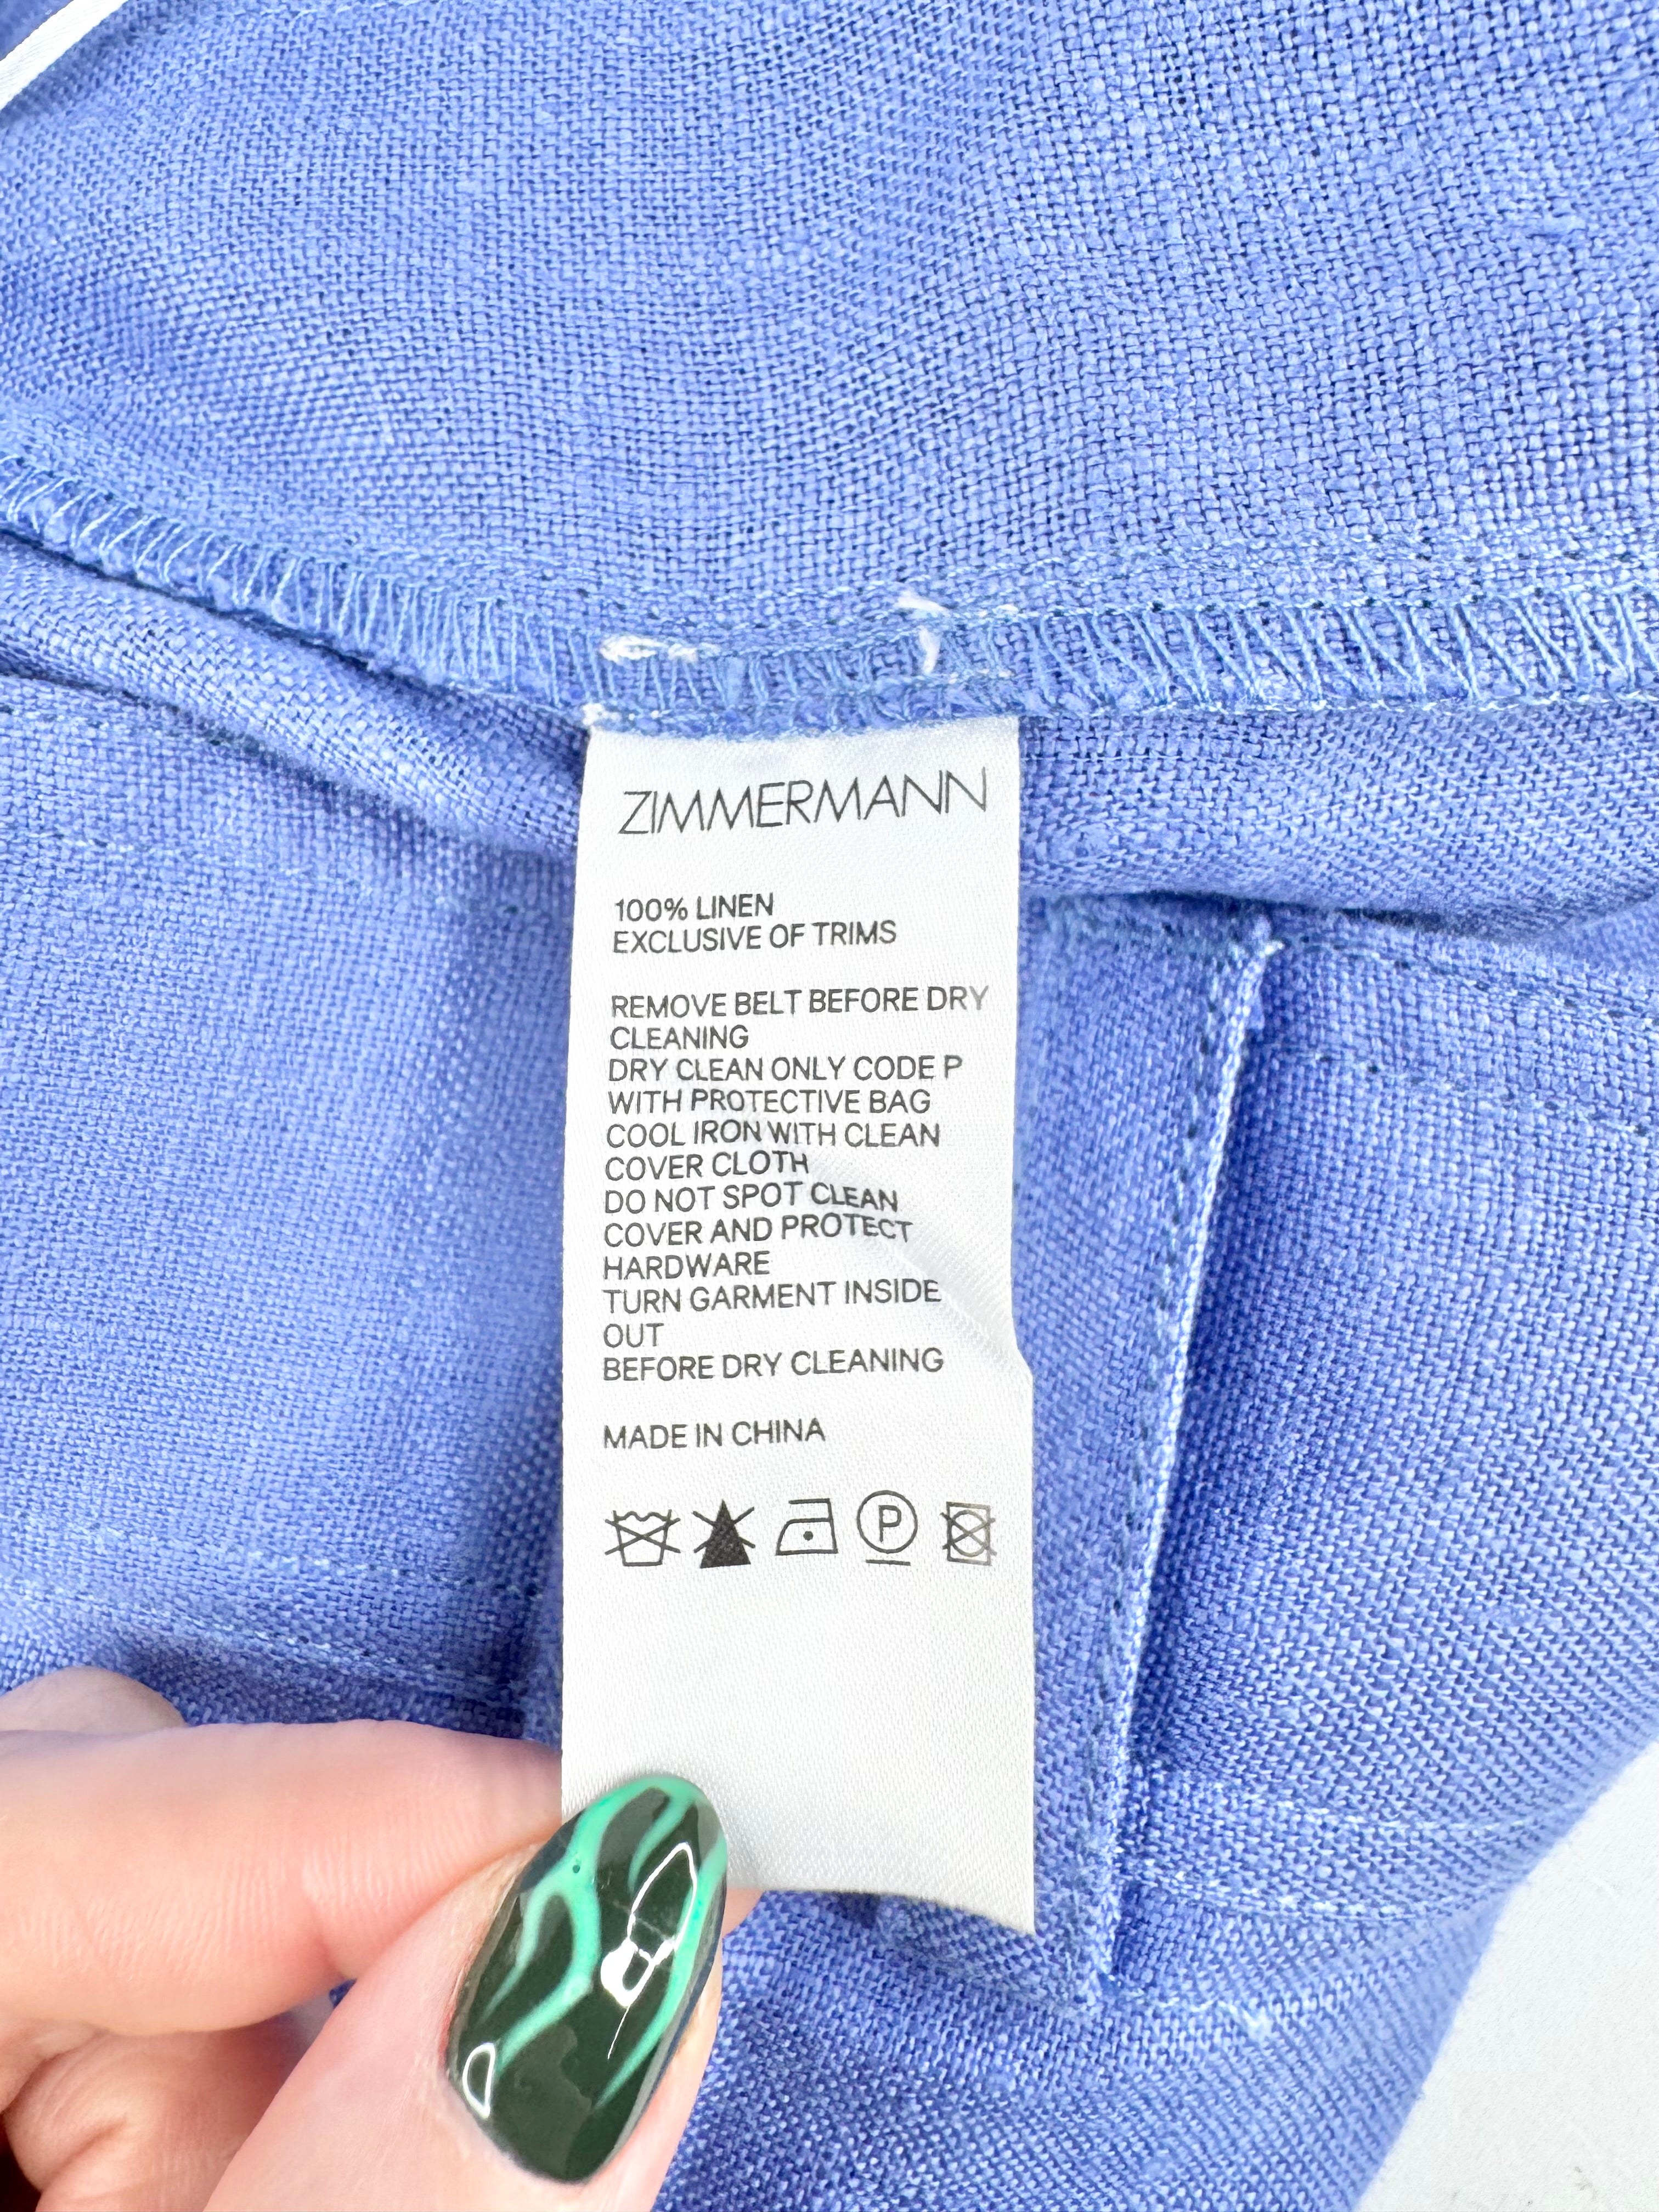 ZIMMERMANN
100% LINEN
EXCLUSIVE OF TRIMS
REMOVE BELT BEFORE DRY
CLEANING
DRY CLEAN ONLY CODE P
WITH PROTECTIVE BAG
COOL IRON WITH CLEAN
COVER CLOTH
DO NOT SPOT CLEAN
COVER AND PROTECT
HARDWARE
TURN GARMENT INSIDE
OUT
BEFORE DRY CLEANING
MADE IN CHINA
P